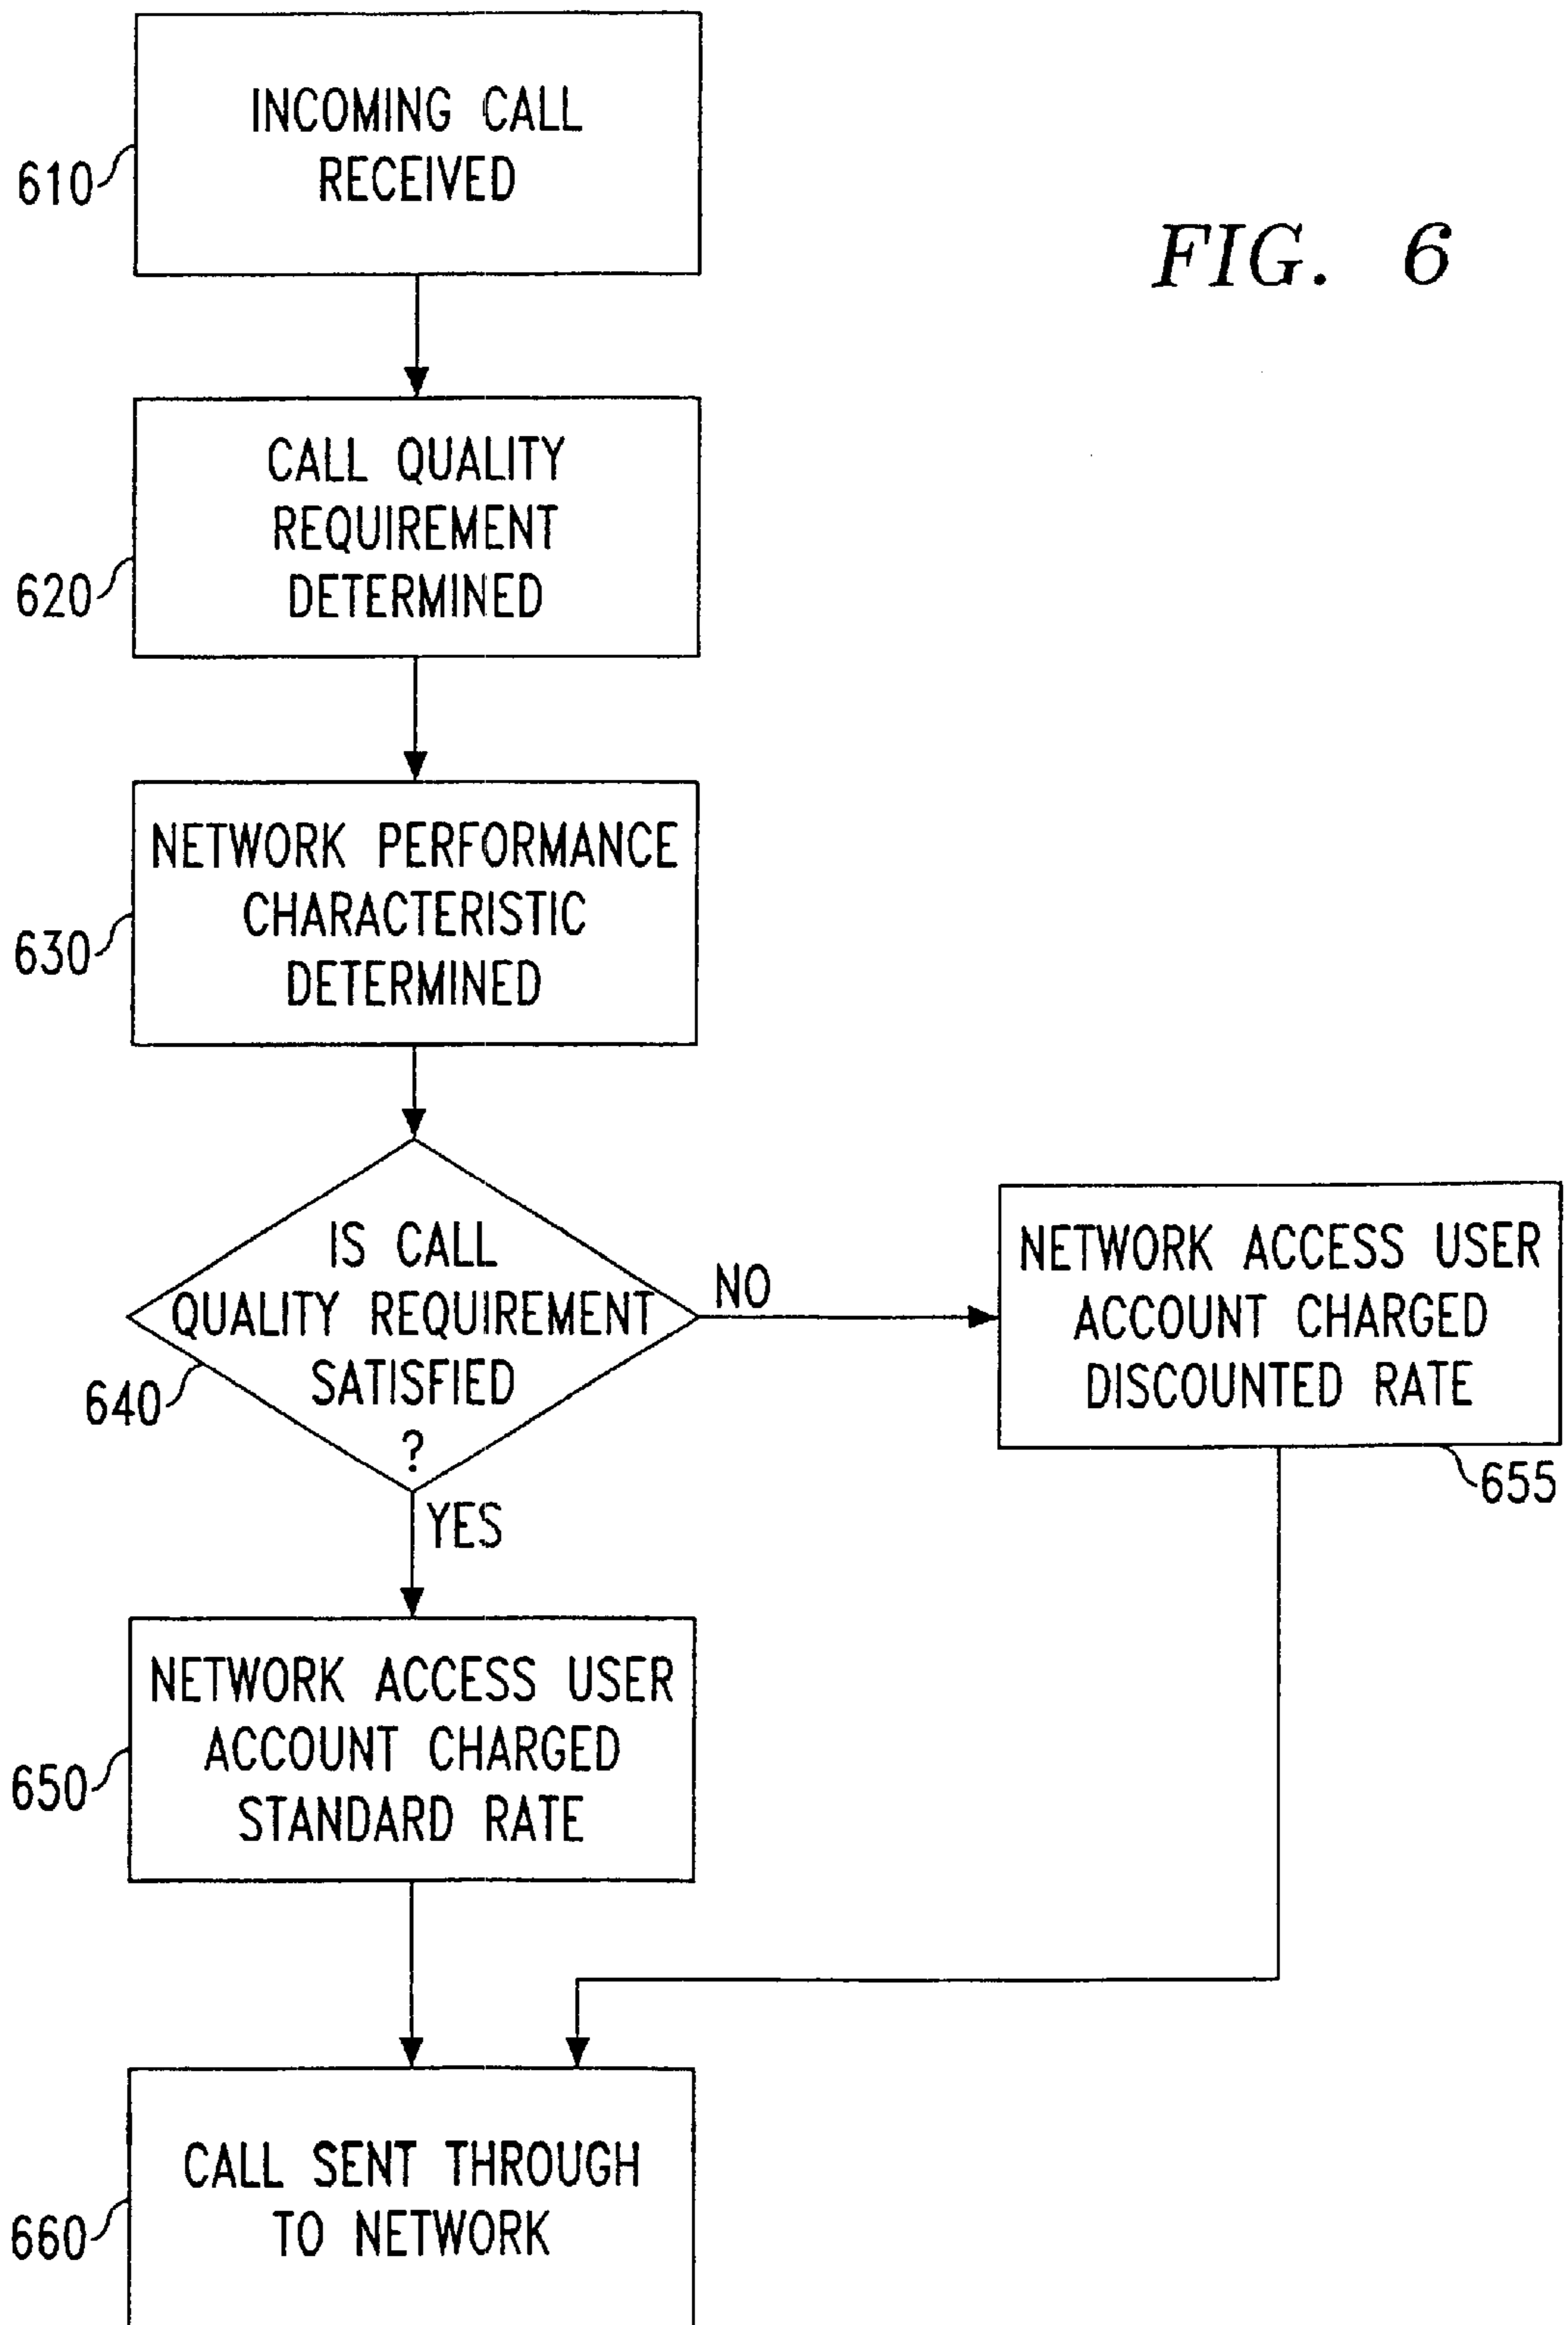 INCOMING CALL
RECEIVED
610
FIG. 6
CALL QUALITY
REQUIREMENT
DETERMINED
620
NETWORK PERFORMANCE
CHARACTERISTIC
DETERMINED
630
IS CALL
QUALITY REQUIREMENT
SATISFIED
?
640
NO
NETWORK ACCESS USER
ACCOUNT CHARGED
DISCOUNTED RATE
655
YES
NETWORK ACCESS USER
ACCOUNT CHARGED
STANDARD RATE
650
CALL SENT THROUGH
TO NETWORK
660